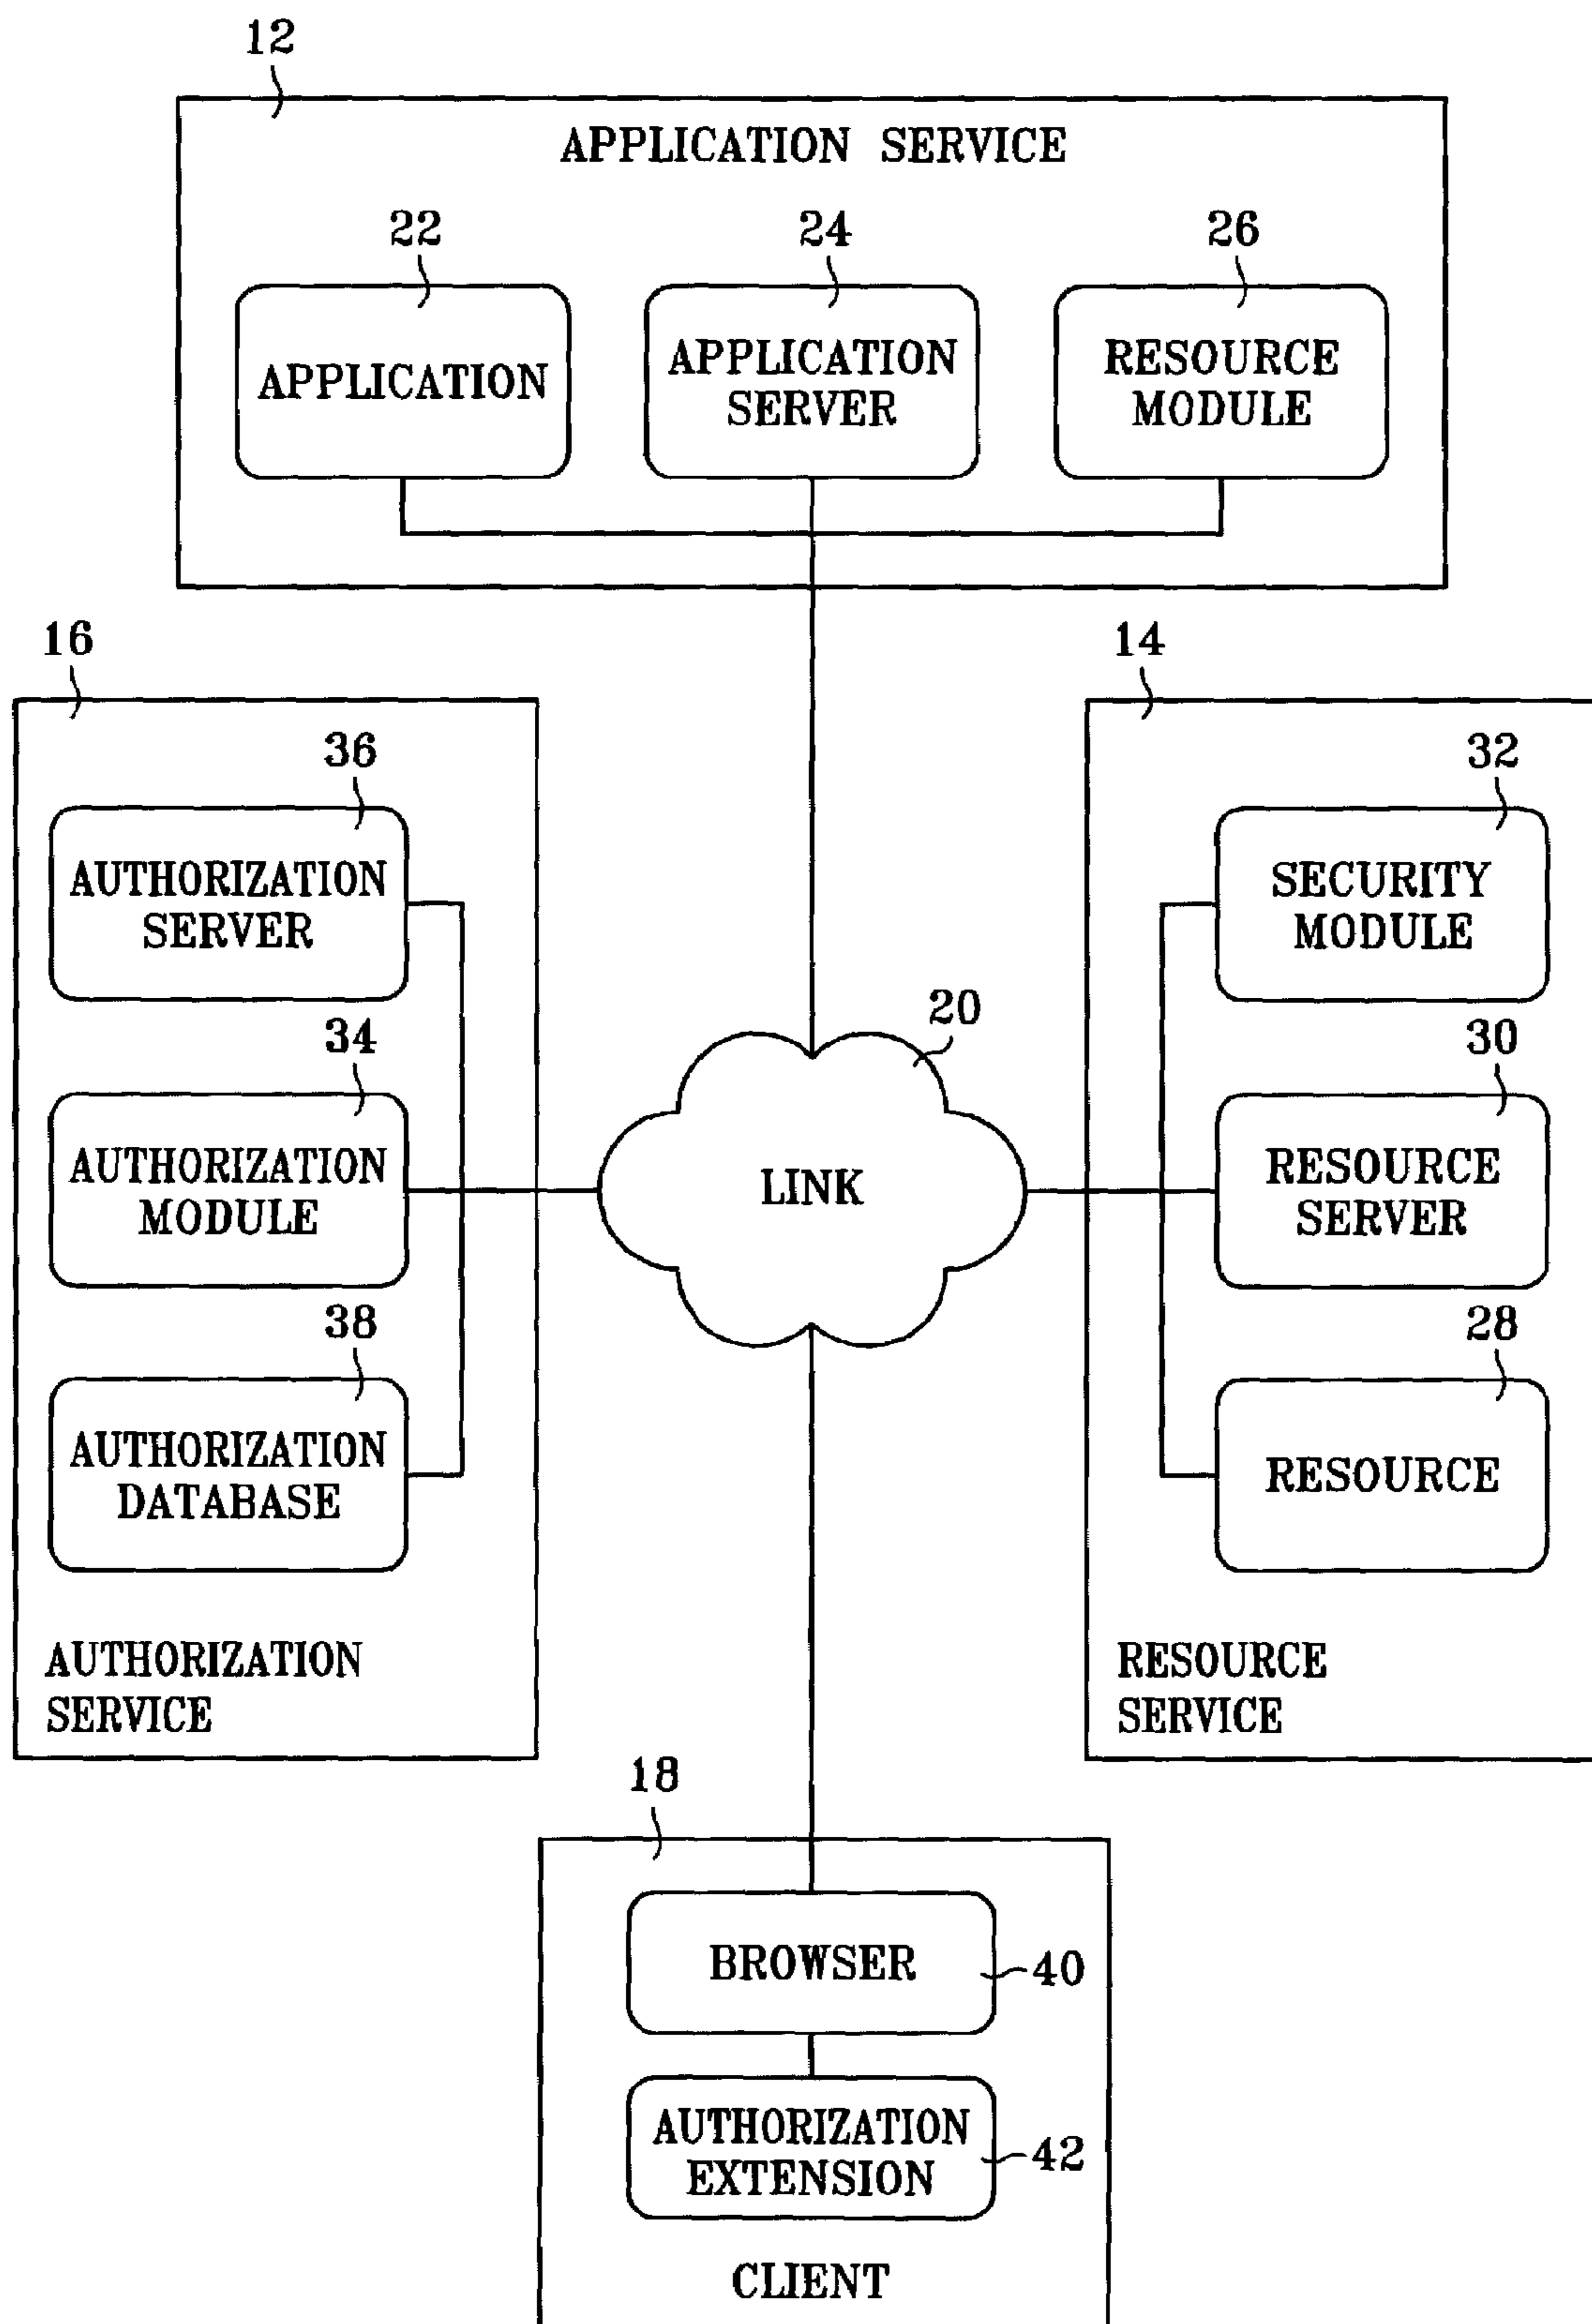 12
APPLICATION SERVICE
22
24
26
APPLICATION
APPLICATION
SERVER
RESOURCE
MODULE
16
14
36
AUTHORIZATION
SERVER
34
AUTHORIZATION
MODULE
38
AUTHORIZATION
DATABASE
AUTHORIZATION
SERVICE
20
LINK
32
SECURITY
MODULE
30
RESOURCE
SERVER
28
RESOURCE
RESOURCE
SERVICE
18
BROWSER
40
AUTHORIZATION
EXTENSION
42
CLIENT